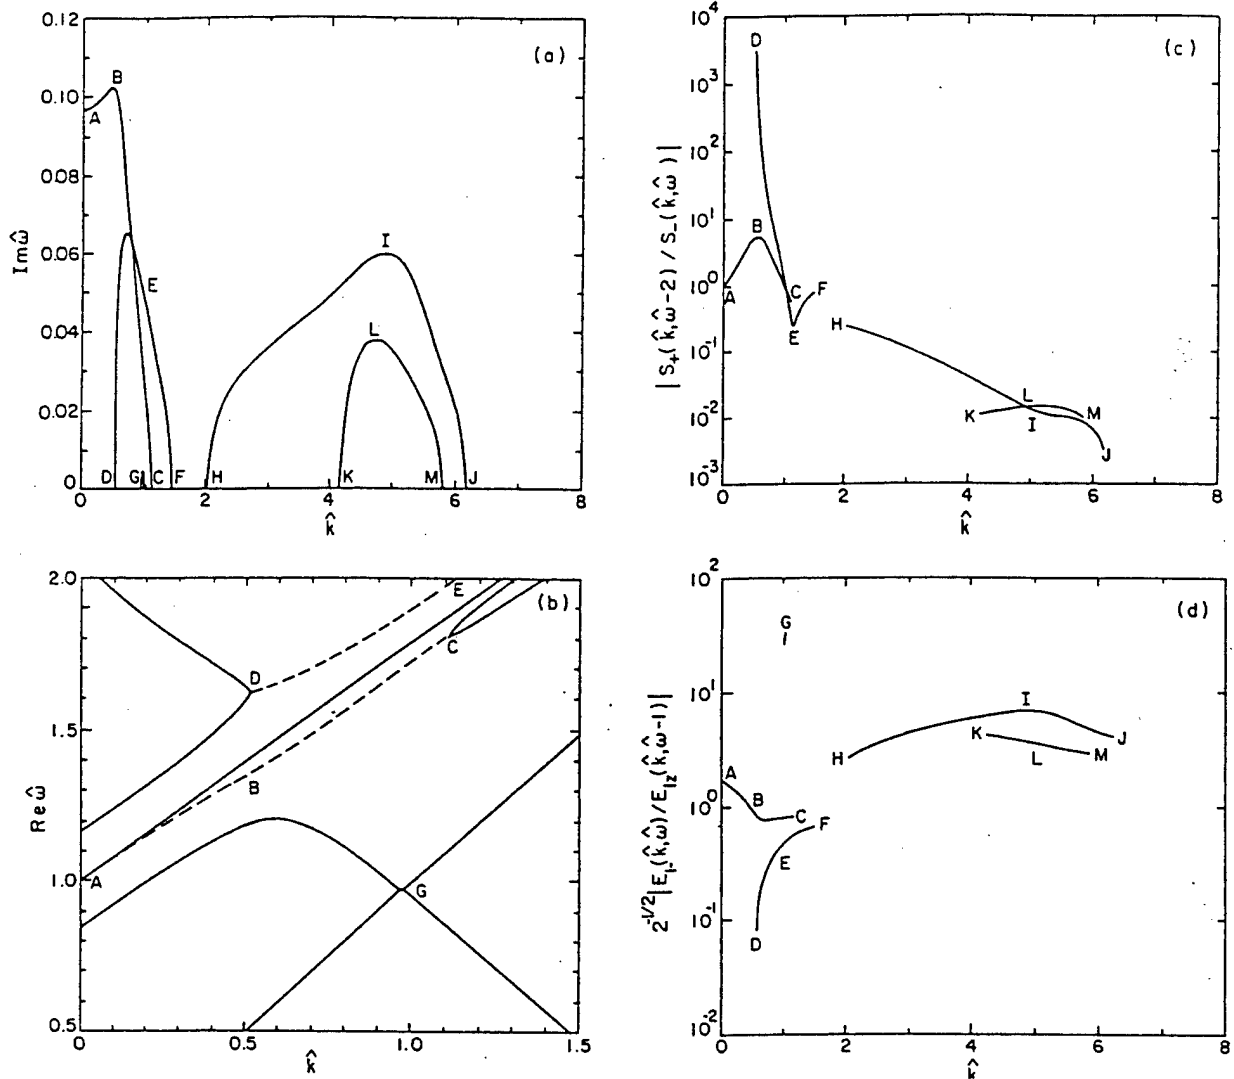 (a)
0.12
0.10
0.08
0.06
0.04
0.02
0
Im ω̂
A
B
E
I
L
D
G
C
F
H
K
M
J
0
2
4
6
8
k̂
(c)
10⁴
10³
10²
10¹
10⁰
10⁻¹
10⁻²
10⁻³
|S₊(k̂,ω̂-2)/S₋(k̂,ω̂)|
D
B
A
C
F
E
H
L
K
M
I
J
0
2
4
6
8
k̂
(b)
2.0
1.5
1.0
0.5
Re ω̂
E
D
C
B
A
G
0
0.5
1.0
1.5
k̂
(d)
10²
10¹
10⁰
10⁻¹
10⁻²
2^{-1/2}|E₁₋(k̂,ω̂)/E₁z(k̂,ω̂-1)|
G
A
B
C
F
E
D
I
K
H
L
M
J
0
2
4
6
8
k̂